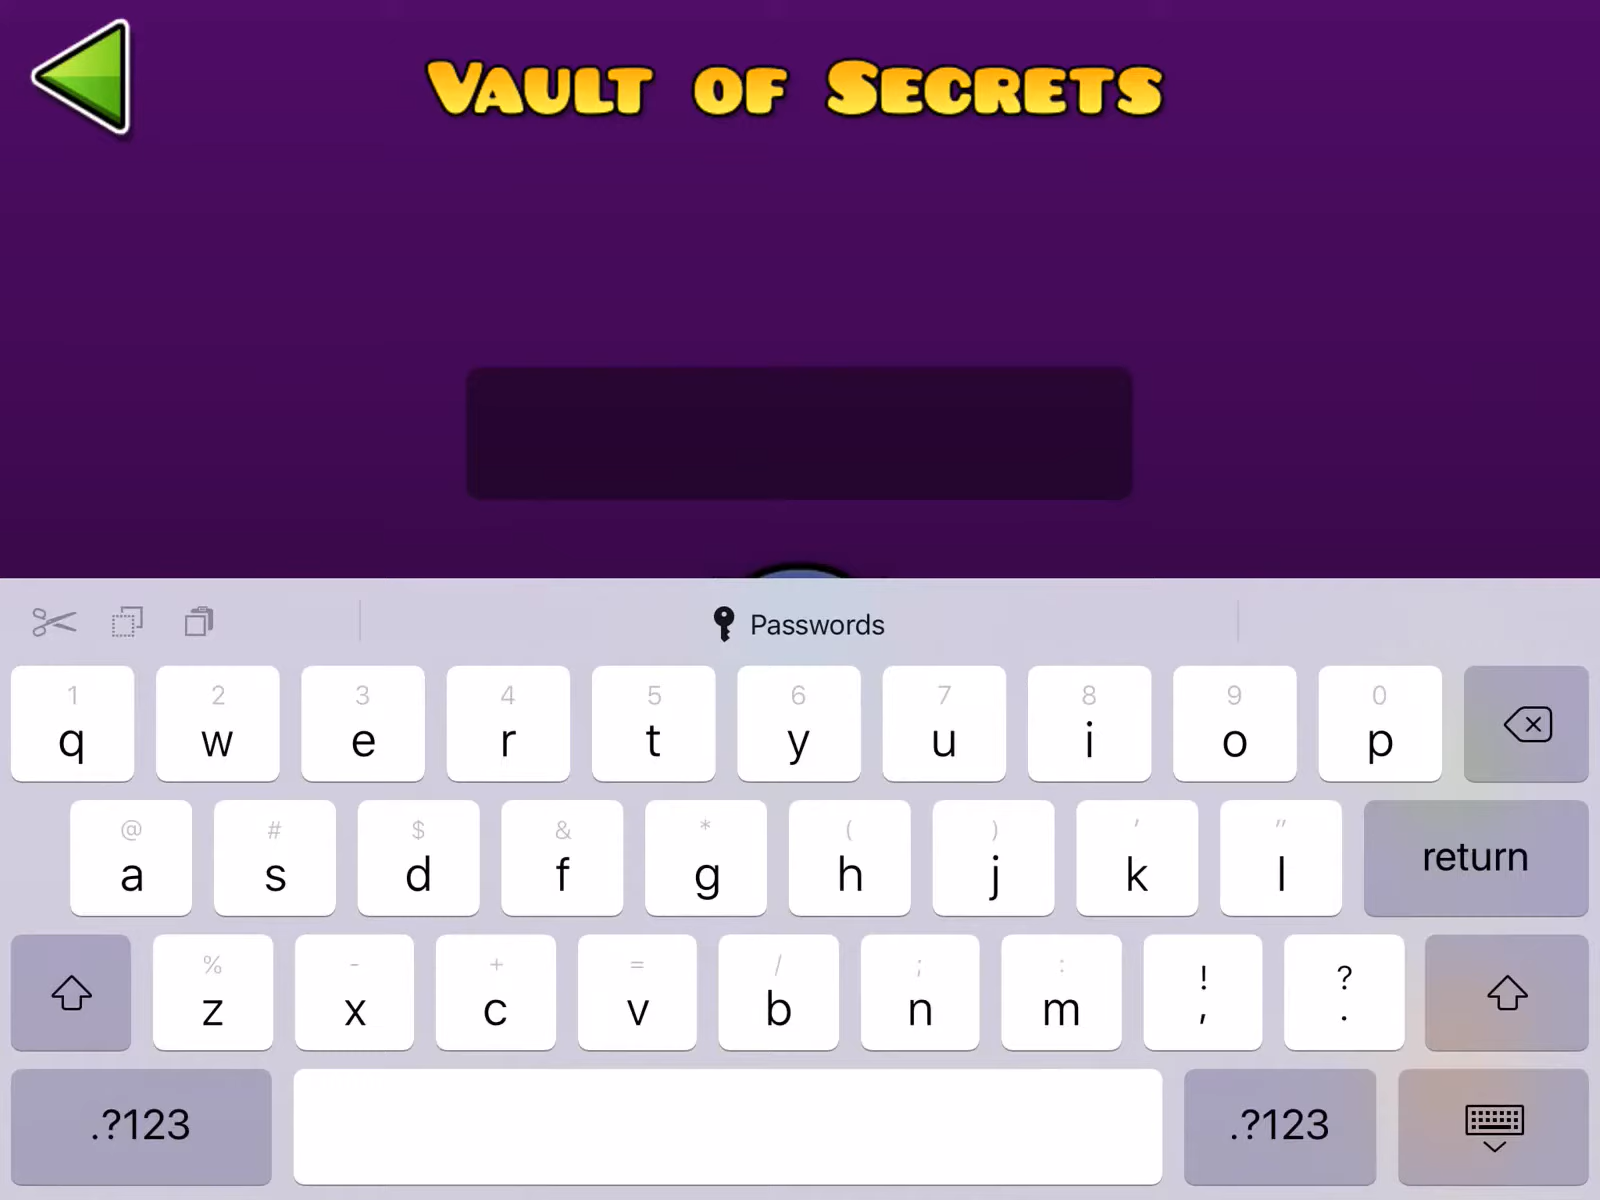 Vault of Secrets
Passwords
1 2 3 4 5 6 7 8 9 0
q w e r t y u i o p
@ # $ & * ( ) ' "
a s d f g h j k l return
% - + = / ; : ! ?
z x c v b n m , .
.?123 .?123